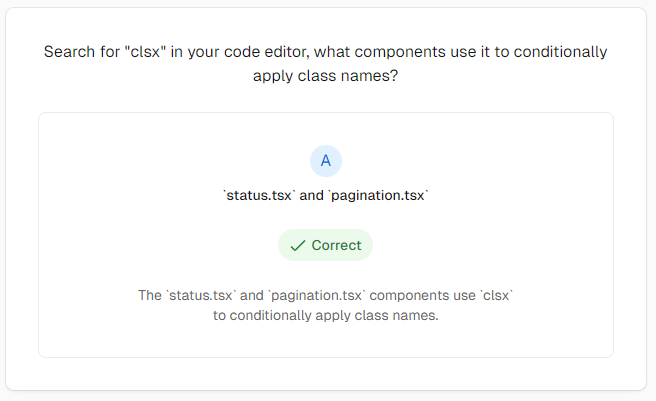 Search for "clsx" in your code editor, what components use it to conditionally
apply class names?
A
`status.tsx` and `pagination.tsx`
Correct
The `status.tsx` and `pagination.tsx` components use `clsx`
to conditionally apply class names.